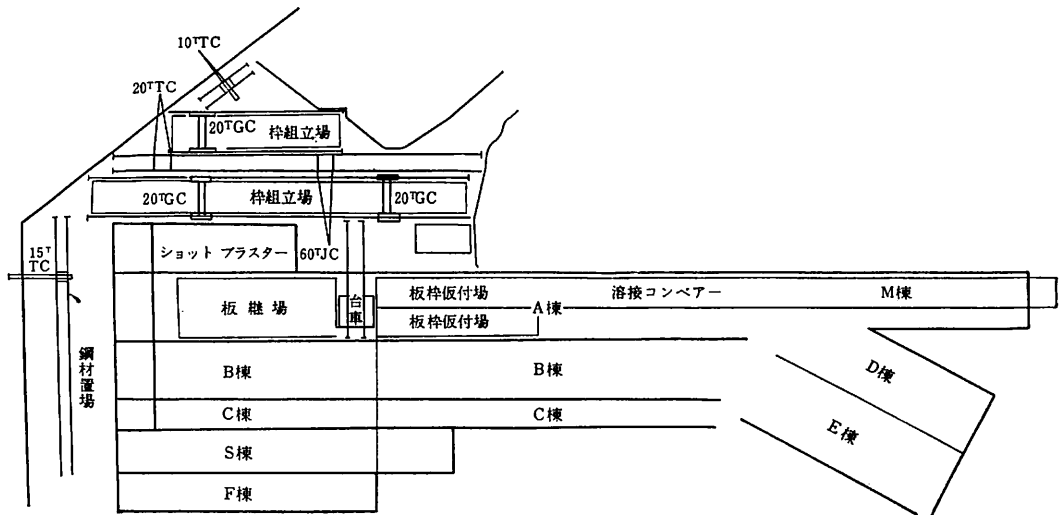 10ᵀTC
20ᵀTC
20ᵀGC
枠組立場
20ᵀGC
枠組立場
20ᵀGC
15ᵀ
TC
ショット ブラスター
60ᵀJC
板継場
台車
板枠仮付場
溶接コンベアー
M棟
A棟
板枠仮付場
鋼材置場
B棟
B棟
D棟
C棟
C棟
E棟
S棟
F棟